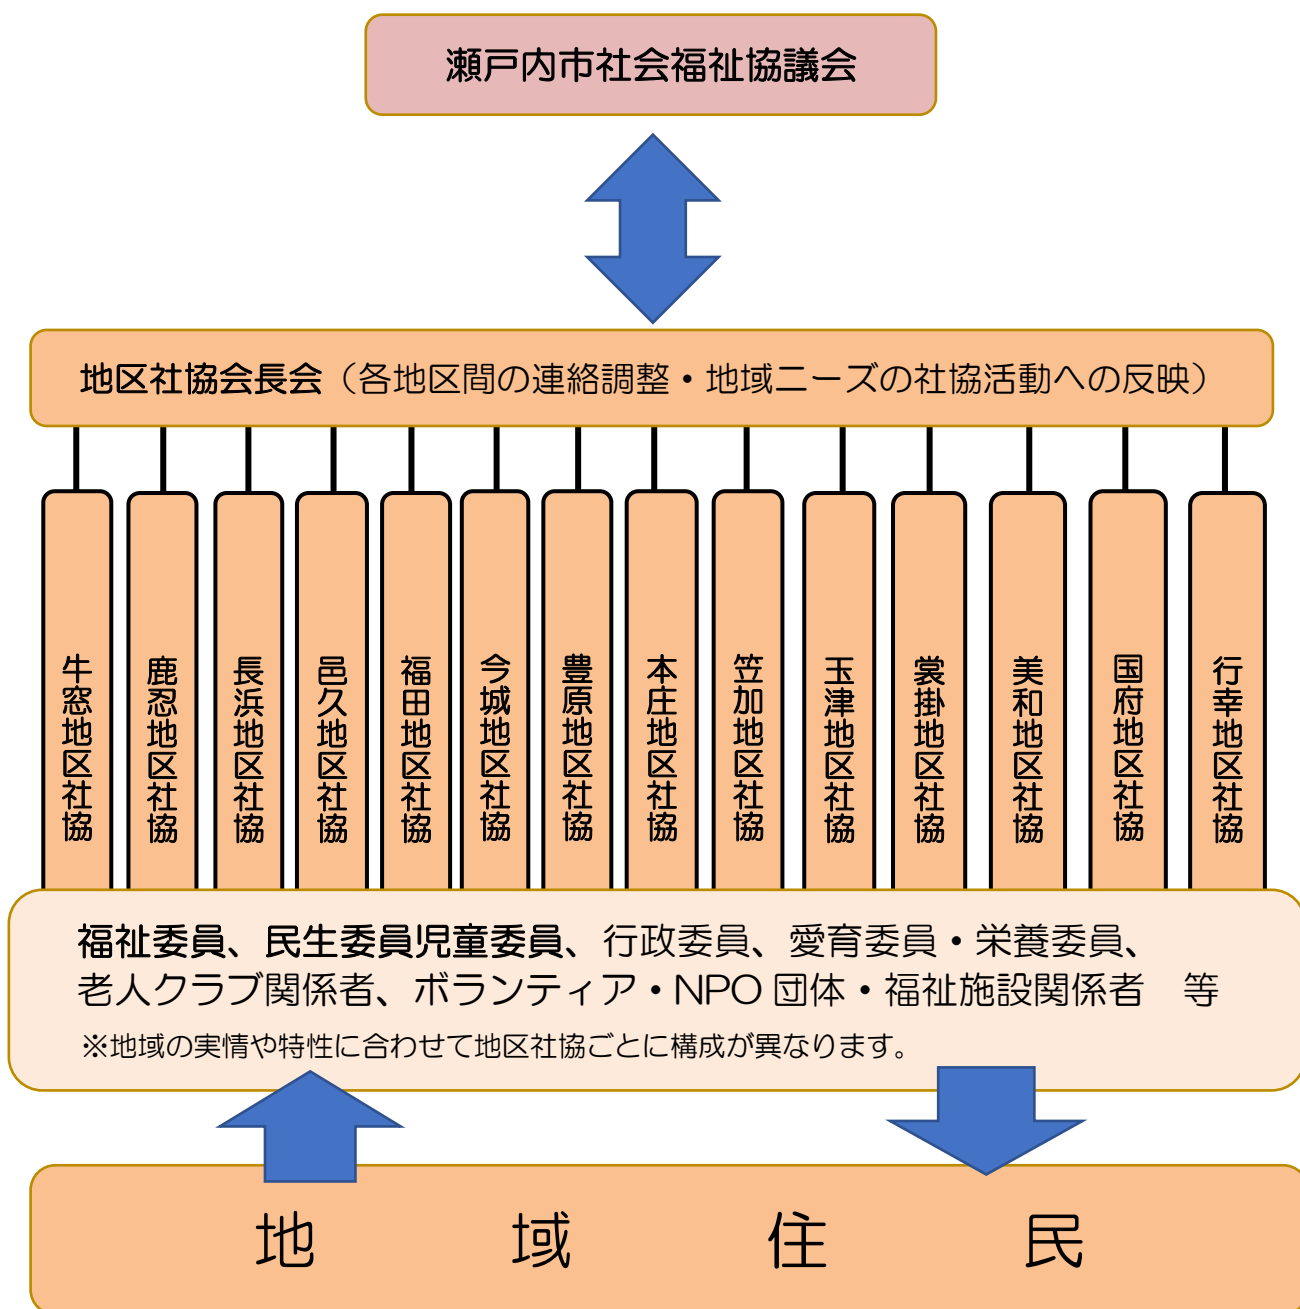 瀬戸内市社会福祉協議会
地区社協会長会（各地区間の連絡調整・地域ニーズの社協活動への反映）
牛窓地区社協
鹿忍地区社協
長浜地区社協
邑久地区社協
福田地区社協
今城地区社協
豊原地区社協
本庄地区社協
笠加地区社協
玉津地区社協
裳掛地区社協
美和地区社協
国府地区社協
行幸地区社協
福祉委員、民生委員児童委員、行政委員、愛育委員・栄養委員、
老人クラブ関係者、ボランティア・NPO 団体・福祉施設関係者　等
※地域の実情や特性に合わせて地区社協ごとに構成が異なります。
地　域　住　民